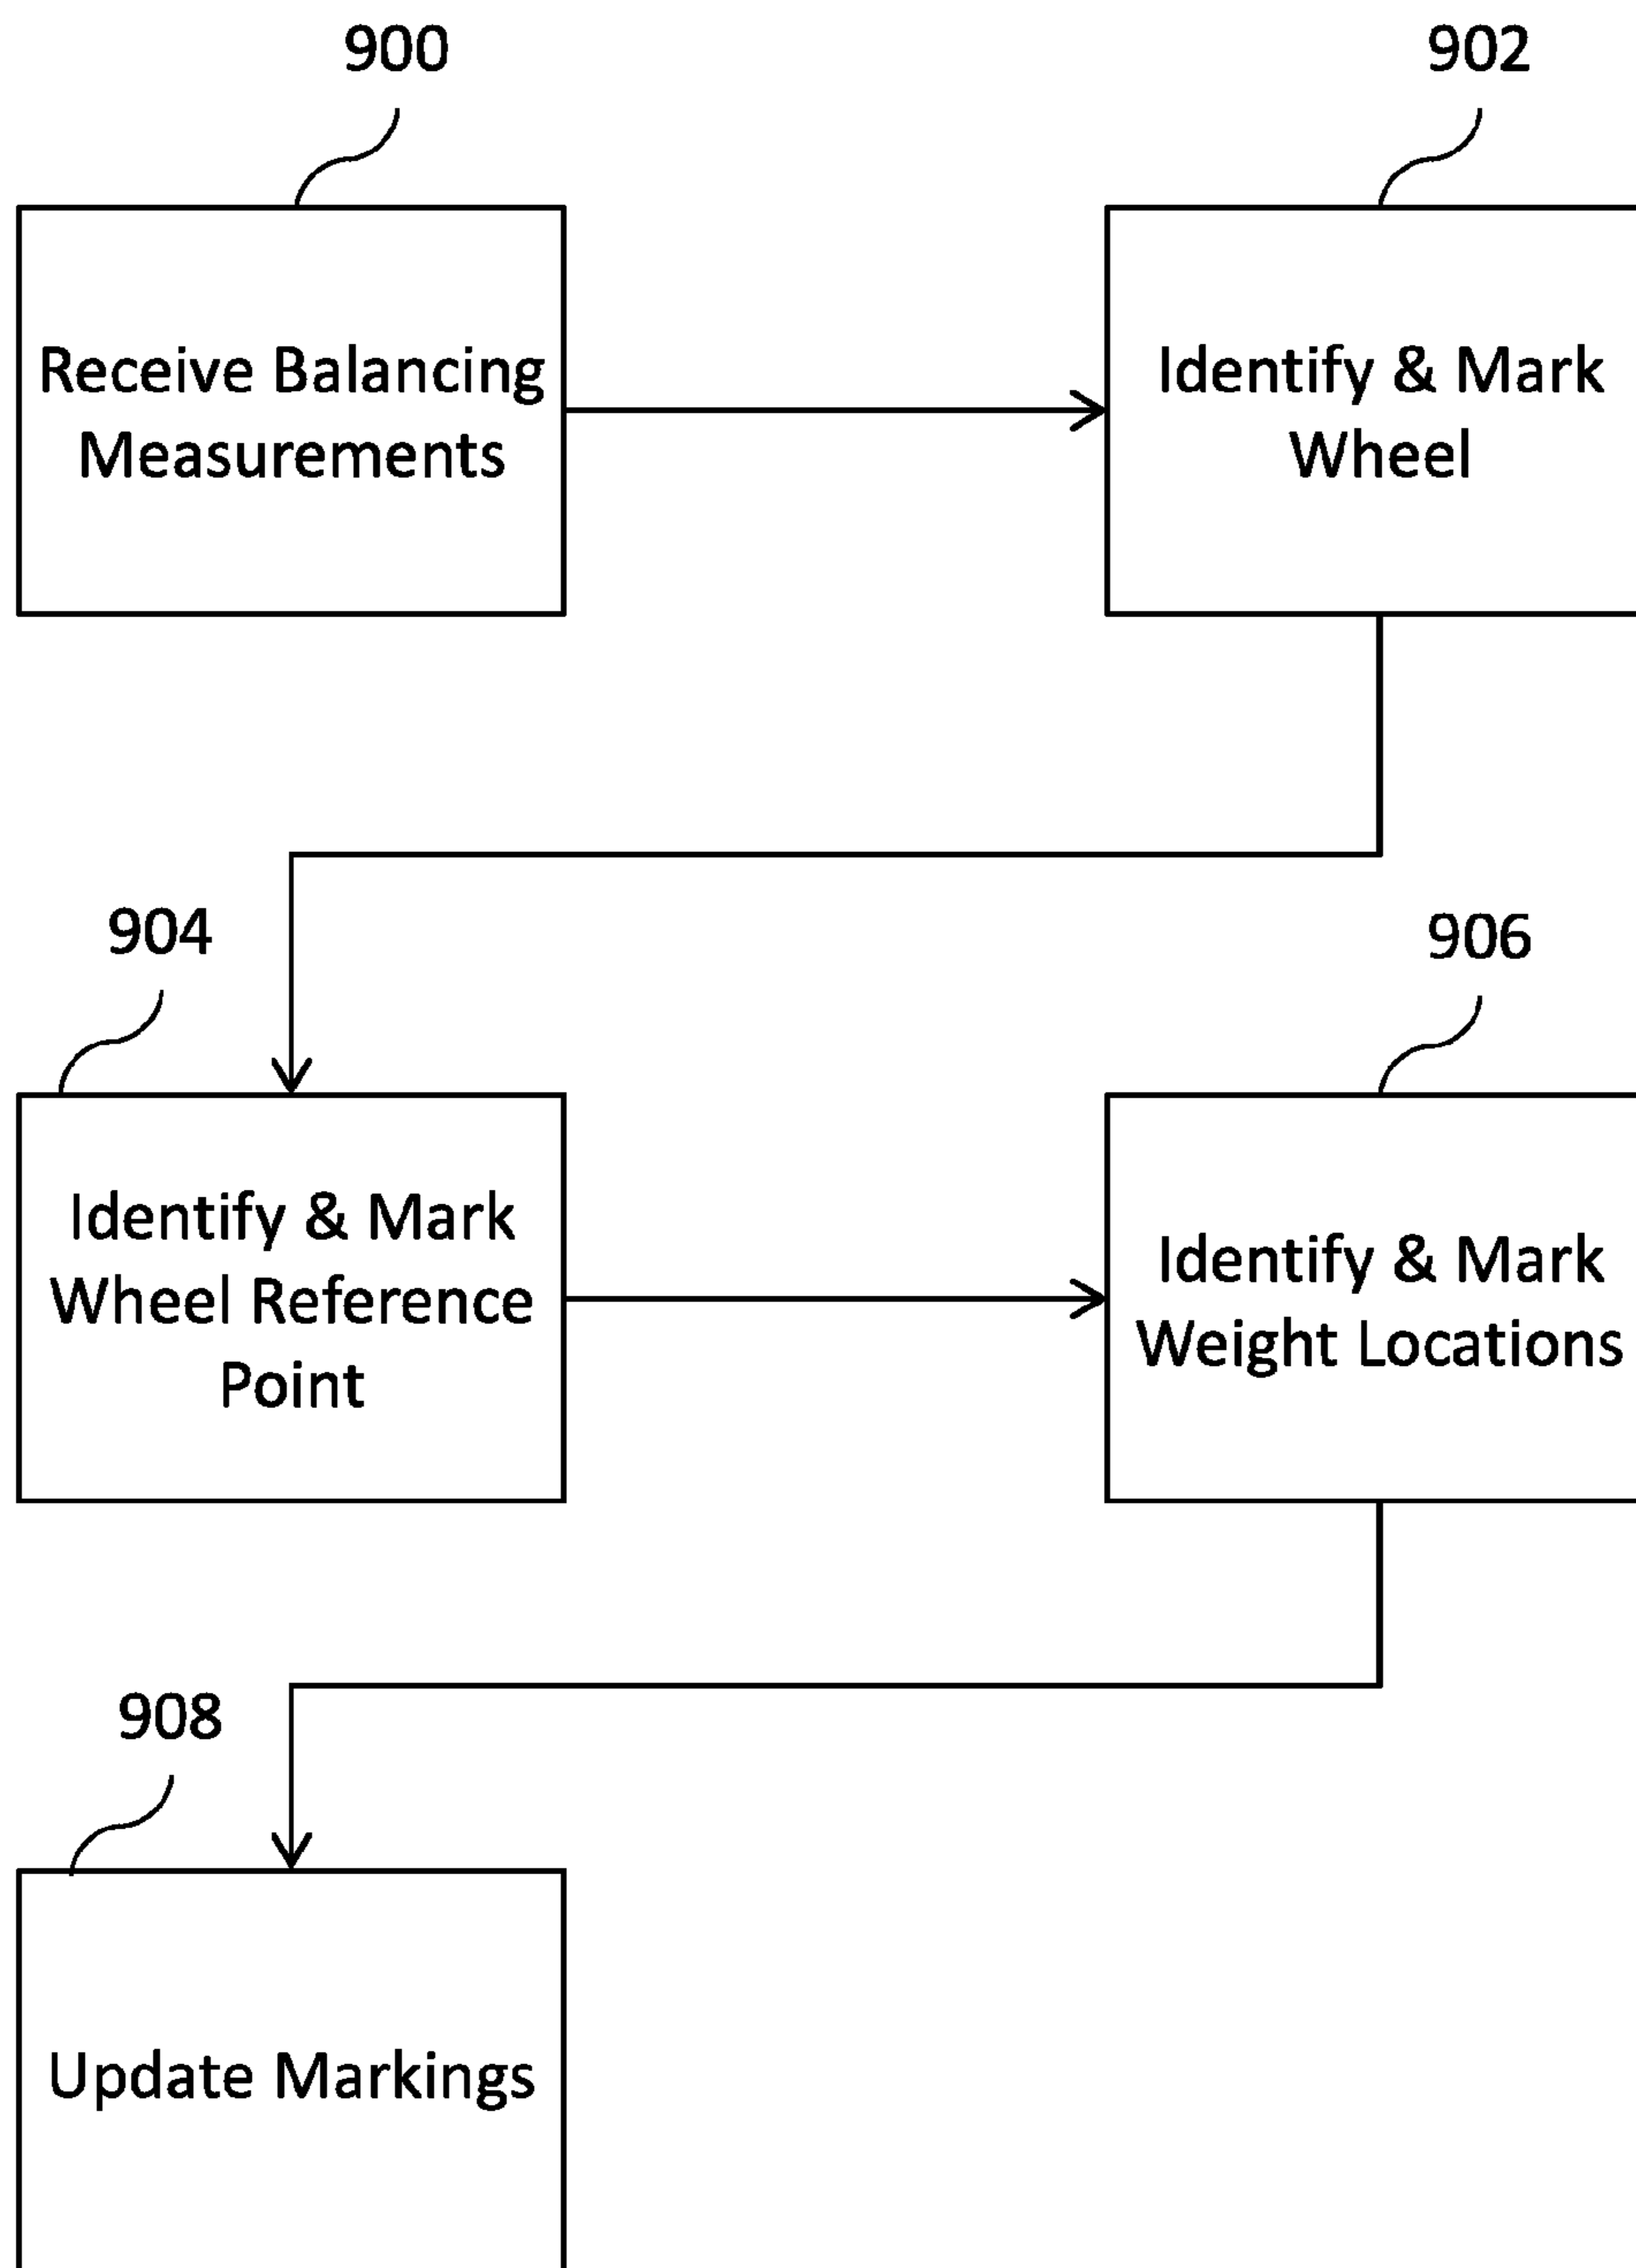 900
Receive Balancing
Measurements
902
Identify & Mark
Wheel
904
Identify & Mark
Wheel Reference
Point
906
Identify & Mark
Weight Locations
908
Update Markings